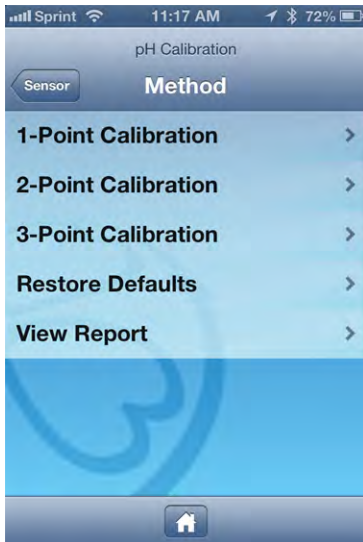 Sprint 11:17 AM 72%
pH Calibration
Sensor
Method
1-Point Calibration
2-Point Calibration
3-Point Calibration
Restore Defaults
View Report